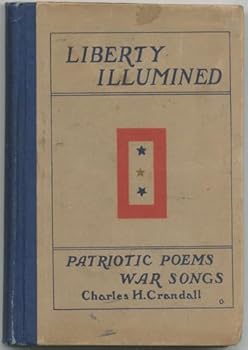 LIBERTY
ILLUMINED
PATRIOTIC POEMS
WAR SONGS
Charles H. Crandall